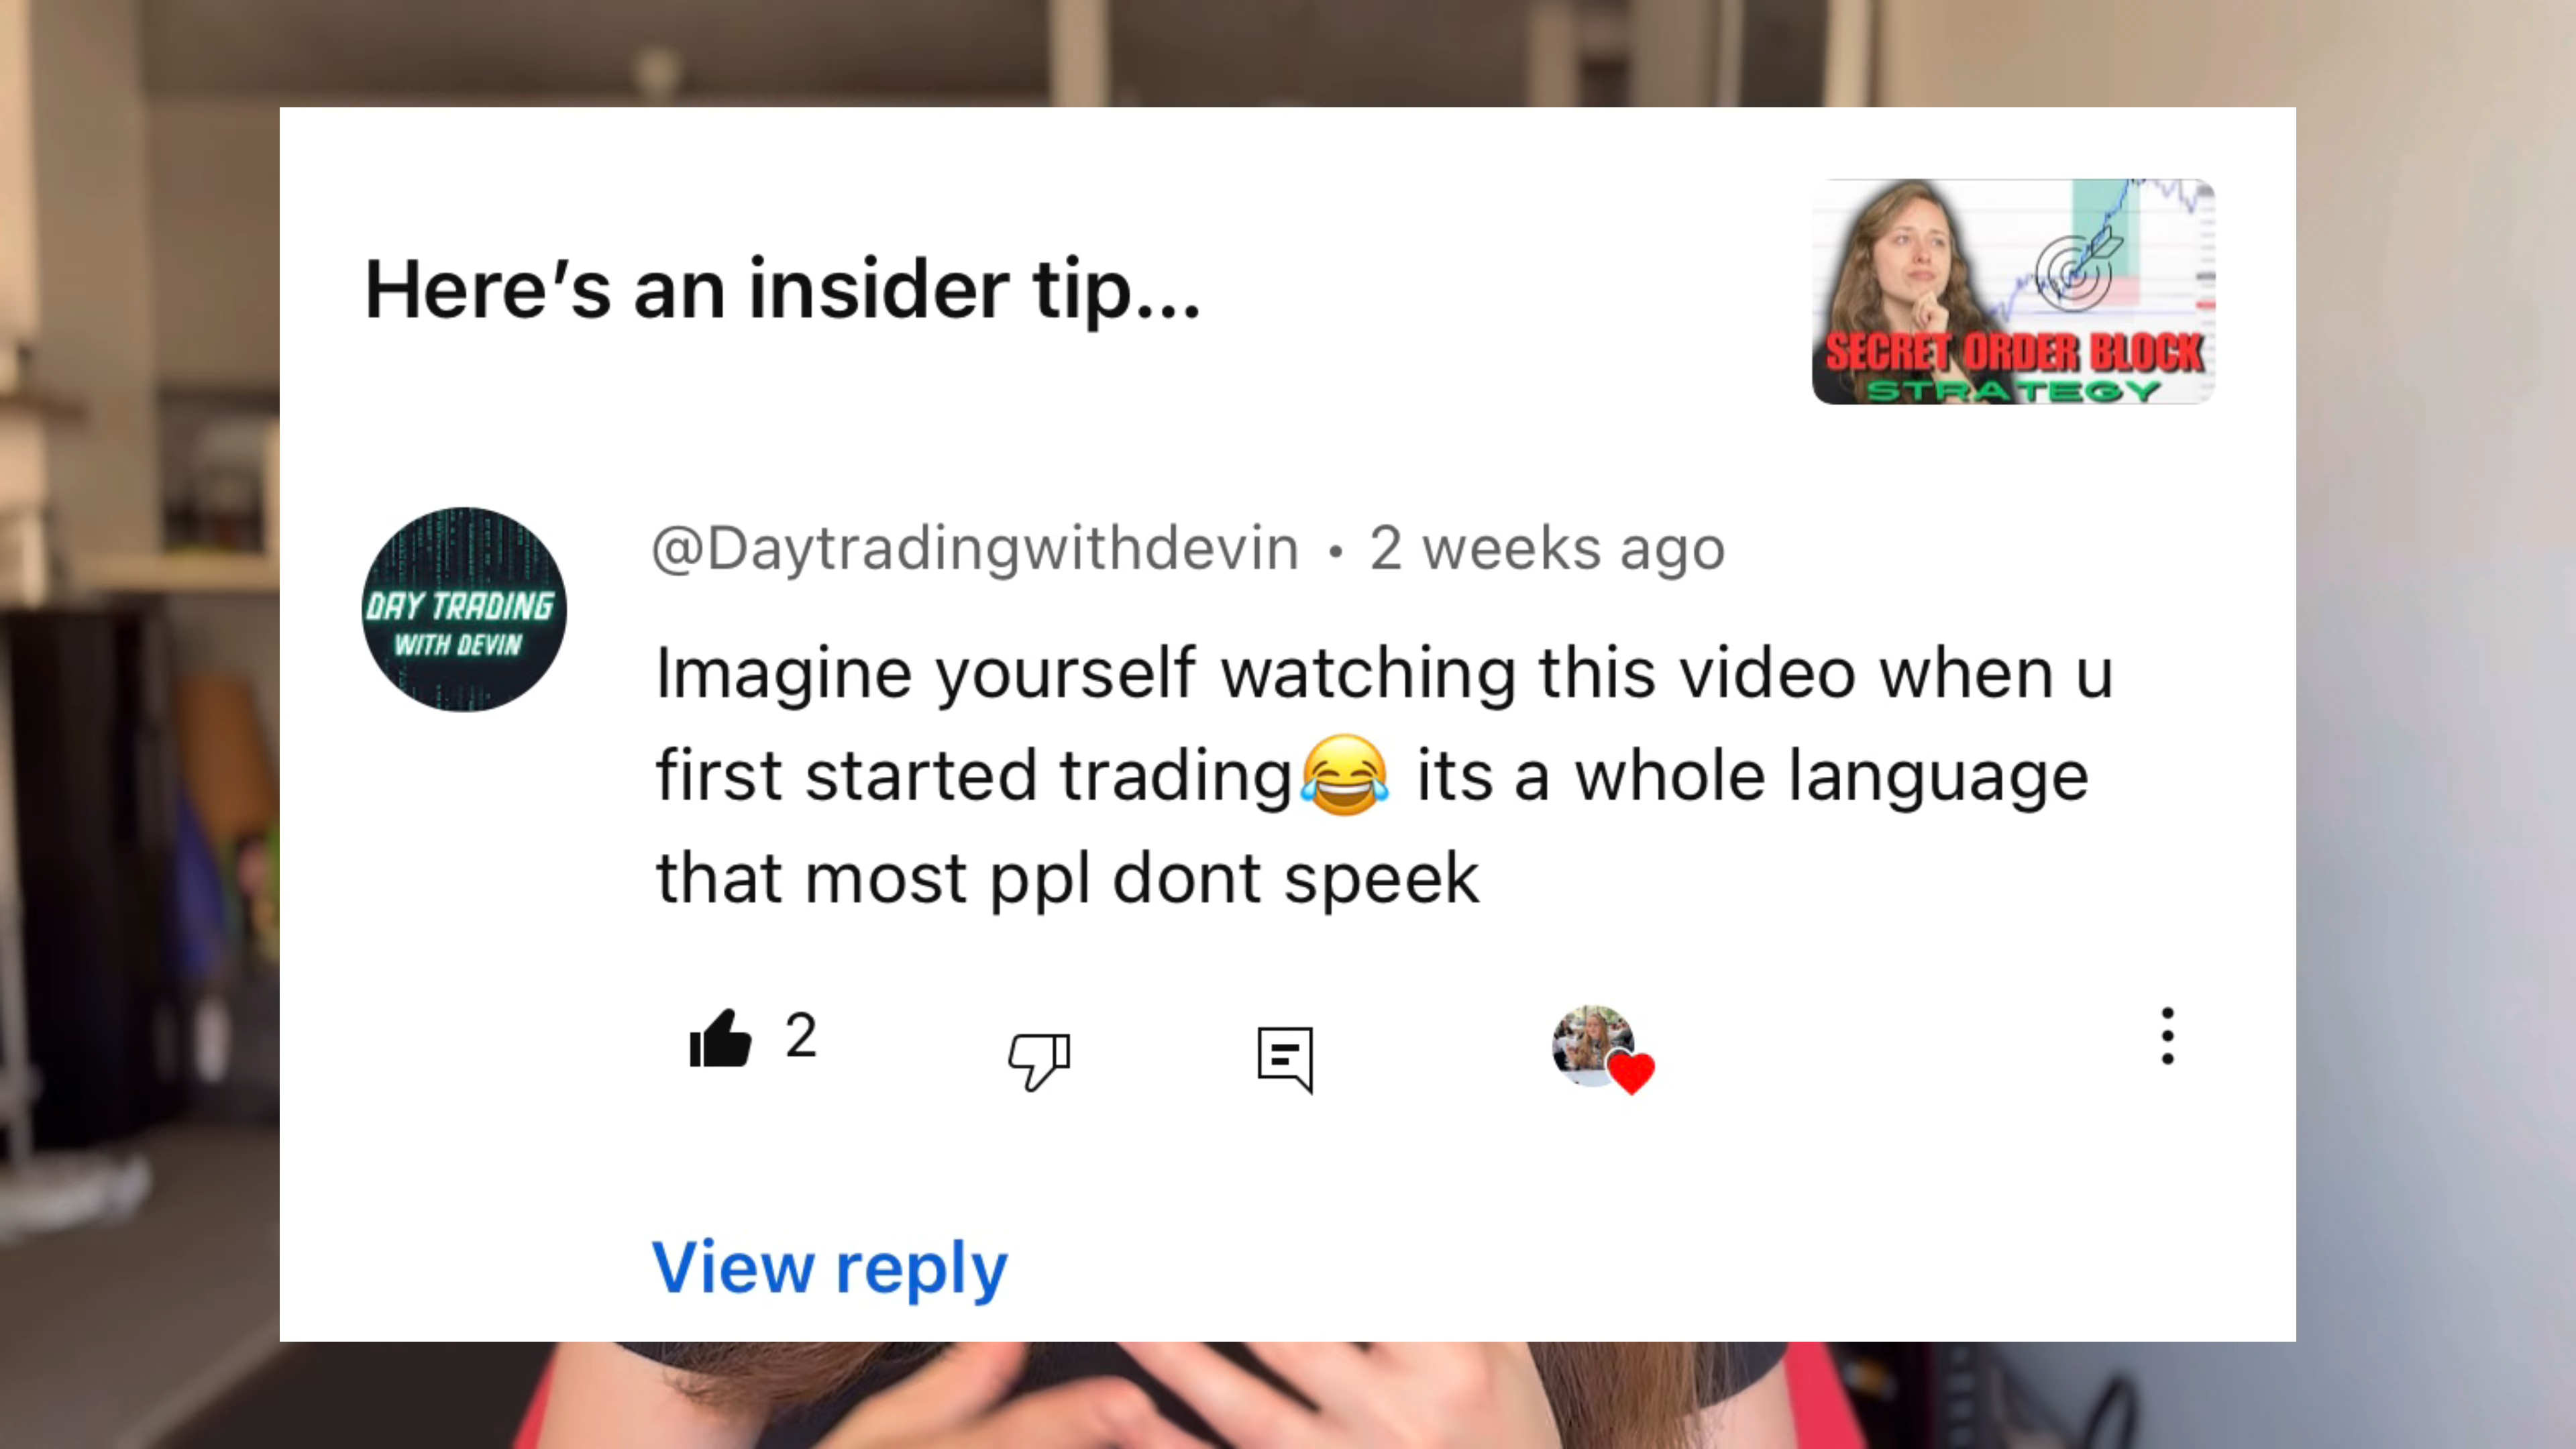 Here’s an insider tip...
SECRET ORDER BLOCK
STRATEGY
@Daytradingwithdevin • 2 weeks ago
DAY TRADING
WITH DEVIN
Imagine yourself watching this video when u
first started trading😂 its a whole language
that most ppl dont speek
2
View reply